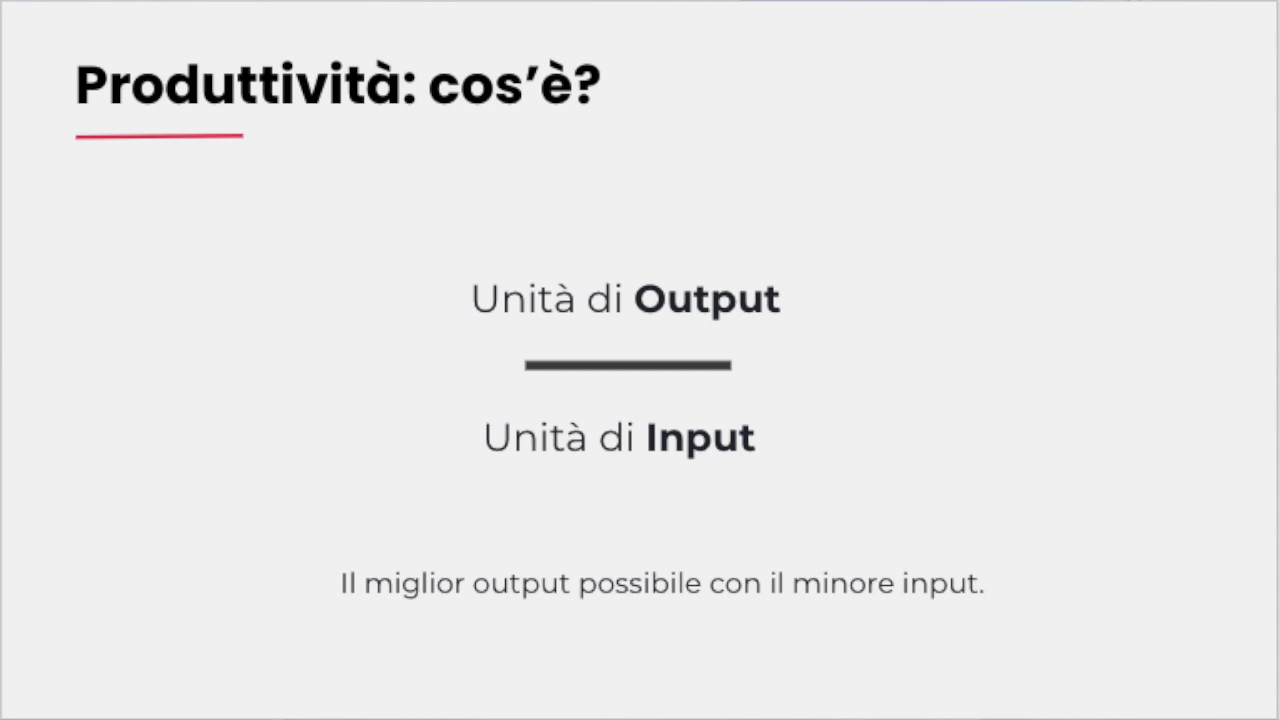 Produttività: cos’è?
Unità di Output
Unità di Input
Il miglior output possibile con il minore input.